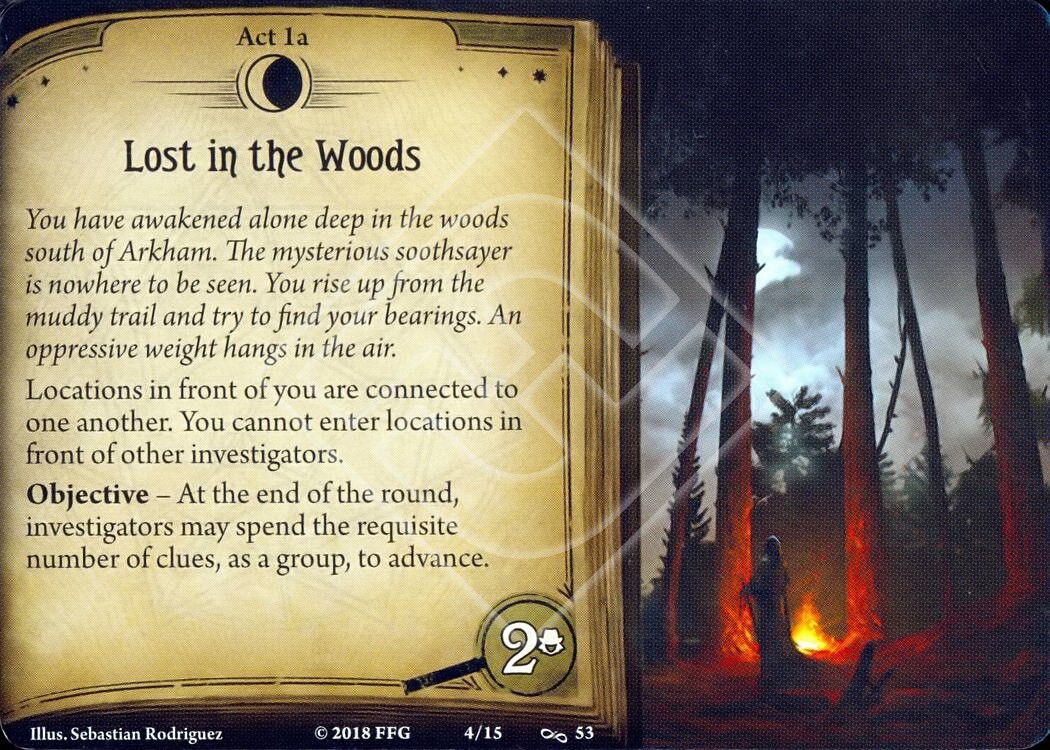 Act 1a
Lost in the Woods
You have awakened alone deep in the woods
south of Arkham. The mysterious soothsayer
is nowhere to be seen. You rise up from the
muddy trail and try to find your bearings. An
oppressive weight hangs in the air.
Locations in front of you are connected to
one another. You cannot enter locations in
front of other investigators.
Objective – At the end of the round,
investigators may spend the requisite
number of clues, as a group, to advance.
2
Illus. Sebastian Rodriguez © 2018 FFG 4/15 53